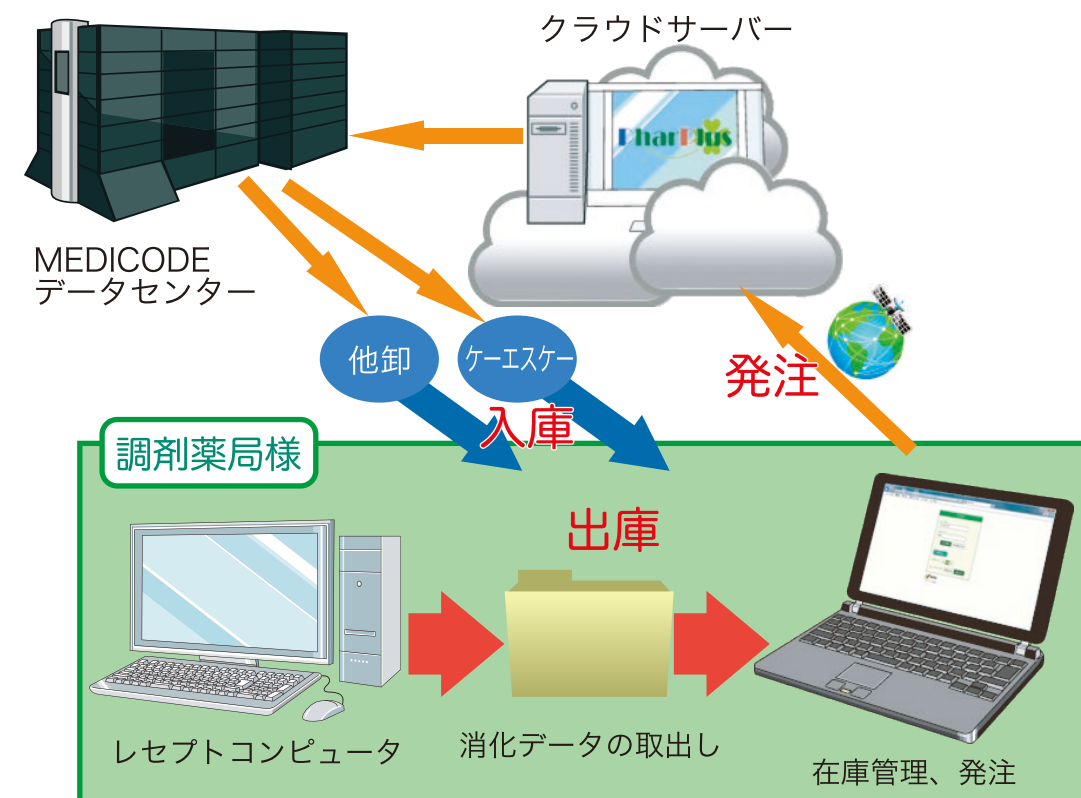 クラウドサーバー
PharPlus
MEDICODE
データセンター
他卸
ケーエスケー
発注
入庫
調剤薬局様
出庫
レセプトコンピュータ
消化データの取出し
在庫管理、発注